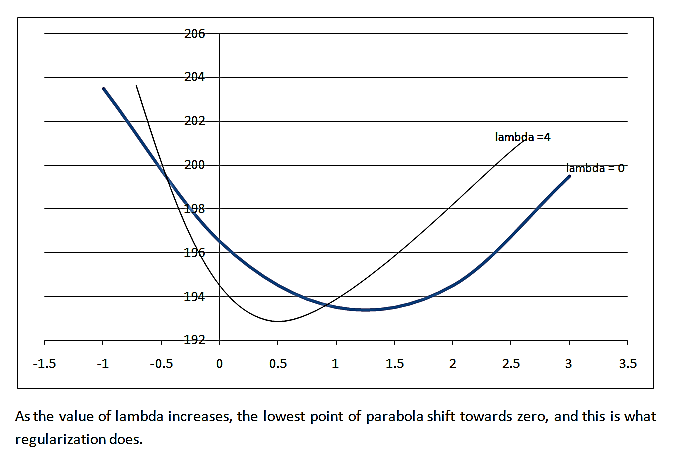 206
204
202
lambda =4
200
lambda = 0
198
196
194
192
-1.5 -1 -0.5 0 0.5 1 1.5 2 2.5 3 3.5
As the value of lambda increases, the lowest point of parabola shift towards zero, and this is what
regularization does.